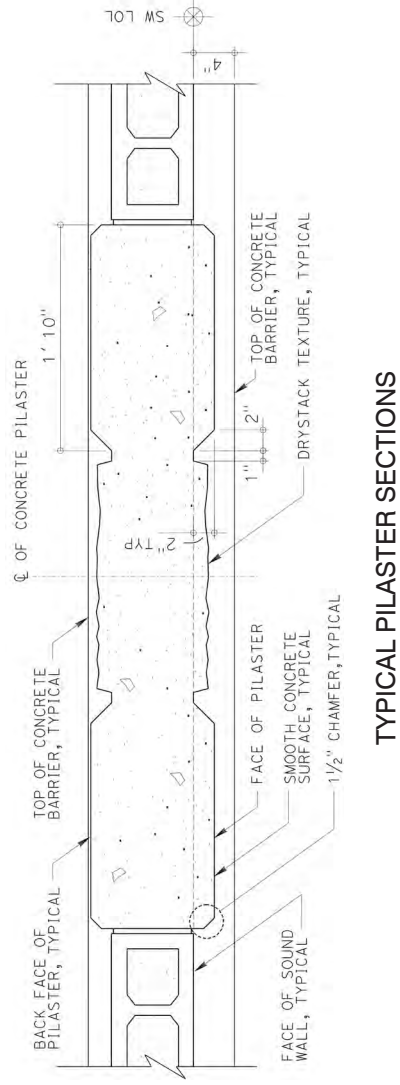 BACK FACE OF
PILASTER, TYPICAL
TOP OF CONCRETE
BARRIER, TYPICAL
℄ OF CONCRETE PILASTER
1' 10"
SW LOL
4"
2" TYP
1"
2"
FACE OF SOUND
WALL, TYPICAL
FACE OF PILASTER
SMOOTH CONCRETE
SURFACE, TYPICAL
1½" CHAMFER, TYPICAL
TOP OF CONCRETE
BARRIER, TYPICAL
DRYSTACK TEXTURE, TYPICAL
TYPICAL PILASTER SECTIONS